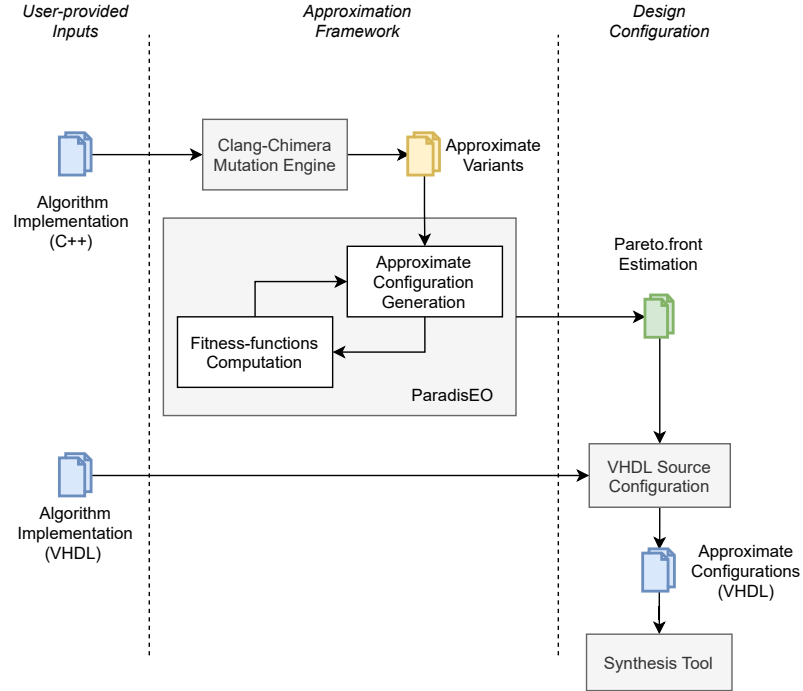 User-provided
Inputs
Approximation
Framework
Design
Configuration
Clang-Chimera
Mutation Engine
Approximate
Variants
Algorithm
Implementation
(C++)
Approximate
Configuration
Generation
Pareto.front
Estimation
Fitness-functions
Computation
ParadisEO
VHDL Source
Configuration
Algorithm
Implementation
(VHDL)
Approximate
Configurations
(VHDL)
Synthesis Tool